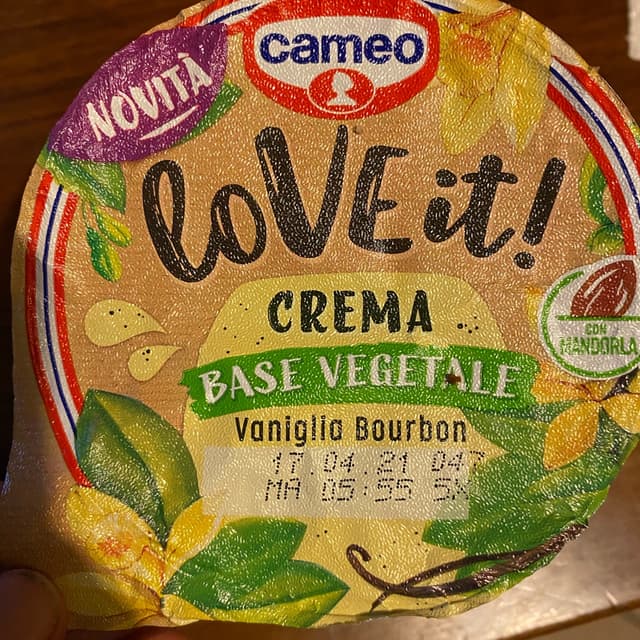 cameo
NOVITÀ
loVE it!
CREMA
CON
MANDORLA
BASE VEGETALE
Vaniglia Bourbon
17.04.21 047
MA 05:55 5X